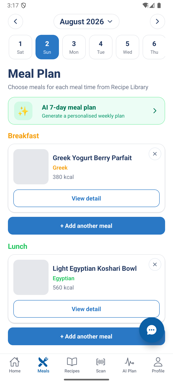 3:17
August 2026
1
Sat
2
Sun
3
Mon
4
Tue
5
Wed
6
Thu
Meal Plan
Choose meals for each meal time from Recipe Library
AI 7-day meal plan
Generate a personalised weekly plan
Breakfast
Greek Yogurt Berry Parfait
Greek
380 kcal
View detail
+ Add another meal
Lunch
Light Egyptian Koshari Bowl
Egyptian
560 kcal
View detail
+ Add another meal
Home
Meals
Recipes
Scan
AI Plan
Profile